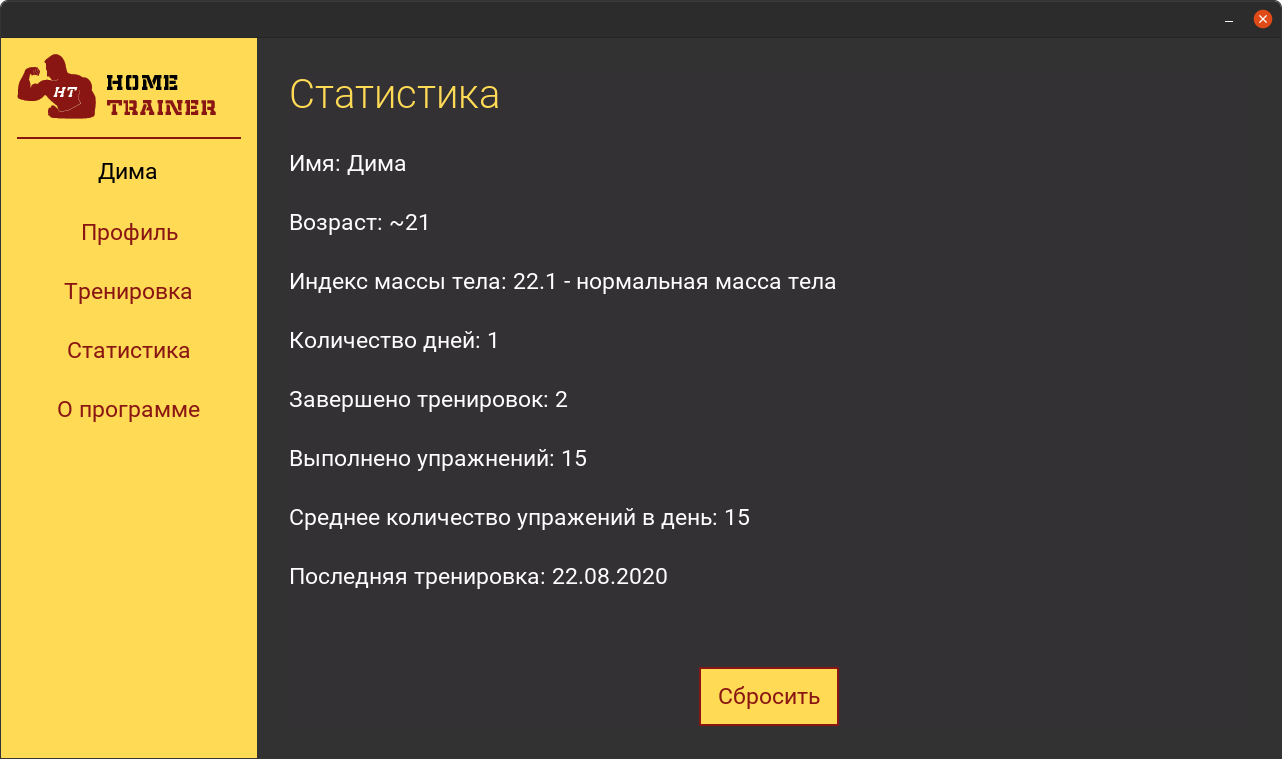 HT
HOME
TRAINER
Дима
Профиль
Тренировка
Статистика
О программе
Статистика
Имя: Дима
Возраст: ~21
Индекс массы тела: 22.1 - нормальная масса тела
Количество дней: 1
Завершено тренировок: 2
Выполнено упражнений: 15
Среднее количество упражений в день: 15
Последняя тренировка: 22.08.2020
Сбросить